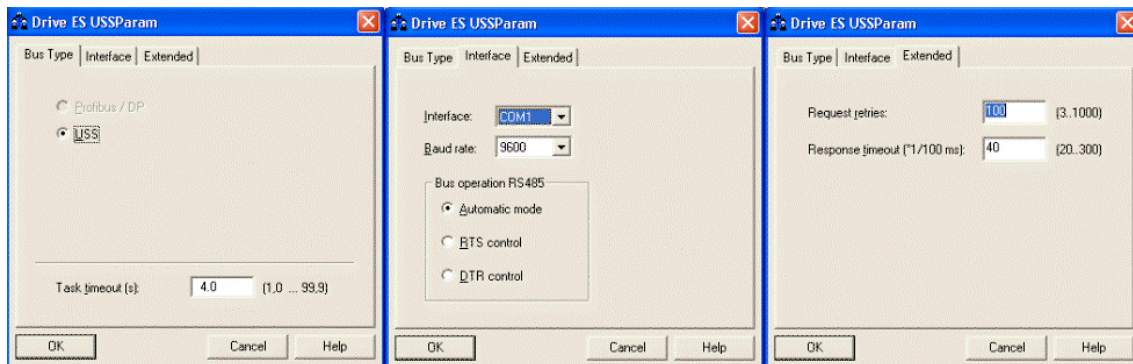 Drive ES USSParam
Bus Type Interface Extended
Profibus / DP
USS
Task timeout (s): 4.0 (1,0 ... 99,9)
OK Cancel Help
Drive ES USSParam
Bus Type Interface Extended
Interface: COM1
Baud rate: 9600
Bus operation RS485
Automatic mode
RTS control
DTR control
OK Cancel Help
Drive ES USSParam
Bus Type Interface Extended
Request retries: 100 (3..1000)
Response timeout (*1/100 ms): 40 (20..300)
OK Cancel Help